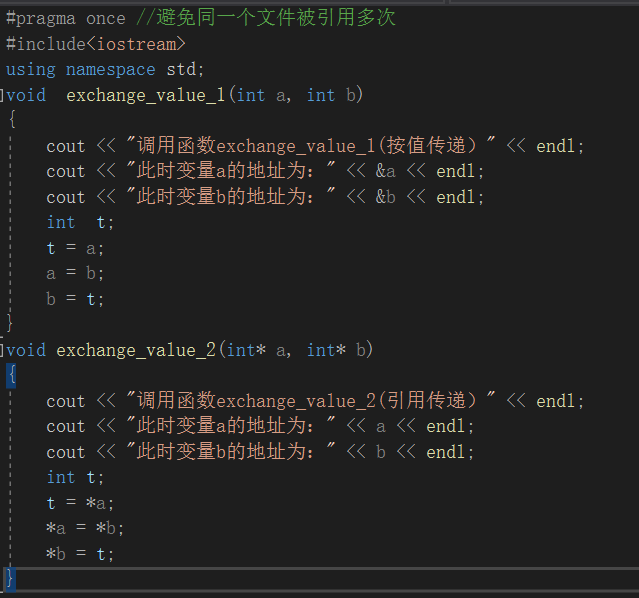 #pragma once //避免同一个文件被引用多次
#include<iostream>
using namespace std;
void  exchange_value_1(int a, int b)
{
    cout << "调用函数exchange_value_1(按值传递）" << endl;
    cout << "此时变量a的地址为：" << &a << endl;
    cout << "此时变量b的地址为：" << &b << endl;
    int  t;
    t = a;
    a = b;
    b = t;
}
void exchange_value_2(int* a, int* b)
{
    cout << "调用函数exchange_value_2(引用传递）" << endl;
    cout << "此时变量a的地址为：" << a << endl;
    cout << "此时变量b的地址为：" << b << endl;
    int t;
    t = *a;
    *a = *b;
    *b = t;
}